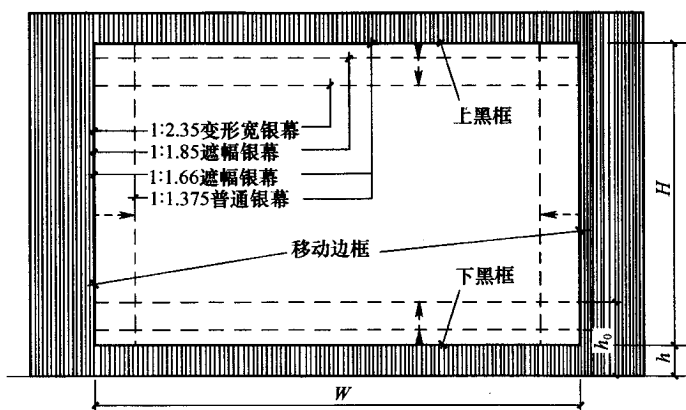 上黑框
1:2.35变形宽银幕
1:1.85遮幅银幕
1:1.66遮幅银幕
1:1.375普通银幕
H
移动边框
下黑框
h₀
h
W